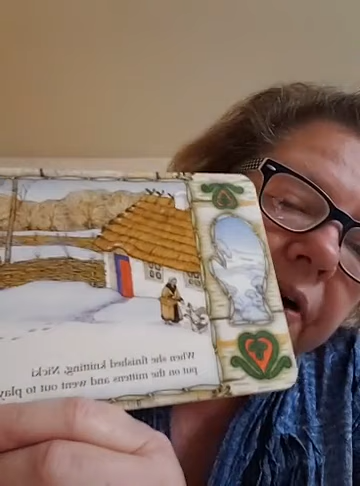 When she finished knitting, Nicki
put on the mittens and went out to play